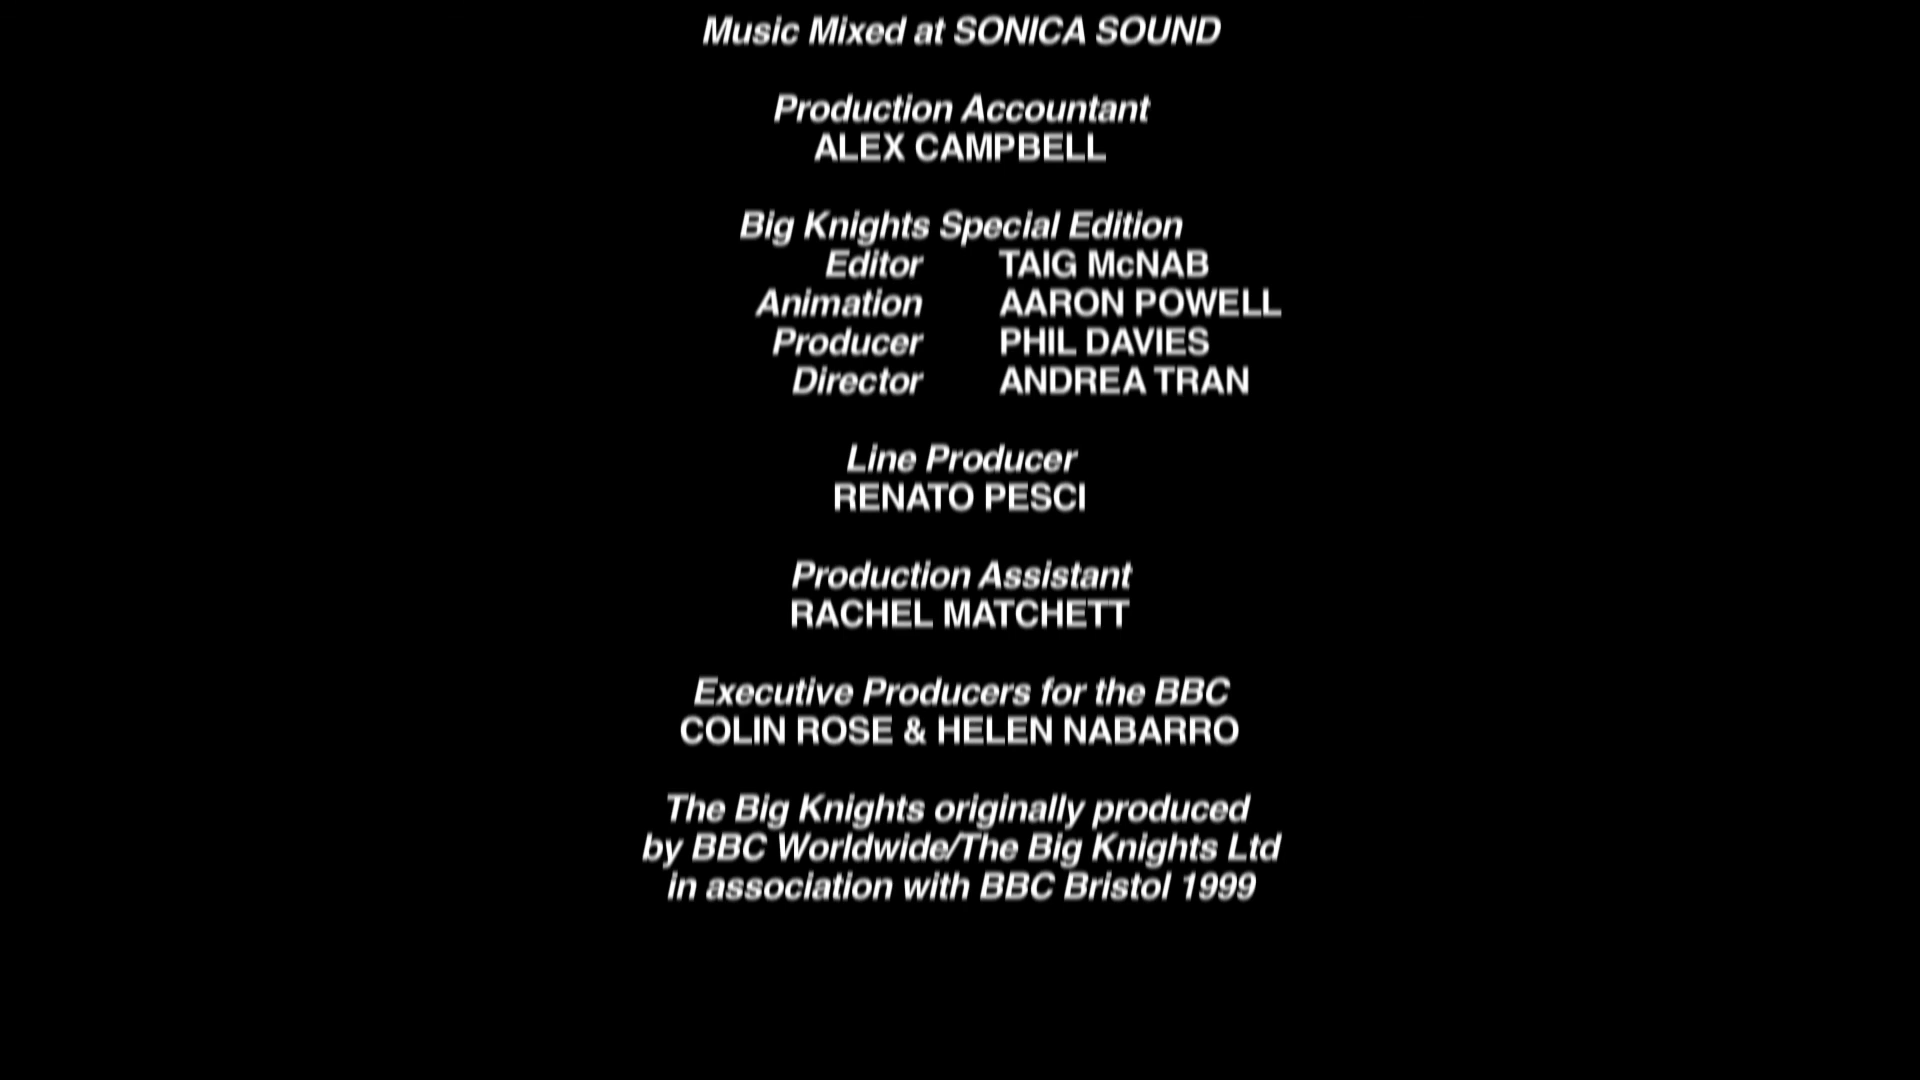 Music Mixed at SONICA SOUND
Production Accountant
ALEX CAMPBELL
Big Knights Special Edition
Editor TAIG McNAB
Animation AARON POWELL
Producer PHIL DAVIES
Director ANDREA TRAN
Line Producer
RENATO PESCI
Production Assistant
RACHEL MATCHETT
Executive Producers for the BBC
COLIN ROSE & HELEN NABARRO
The Big Knights originally produced
by BBC Worldwide/The Big Knights Ltd
in association with BBC Bristol 1999